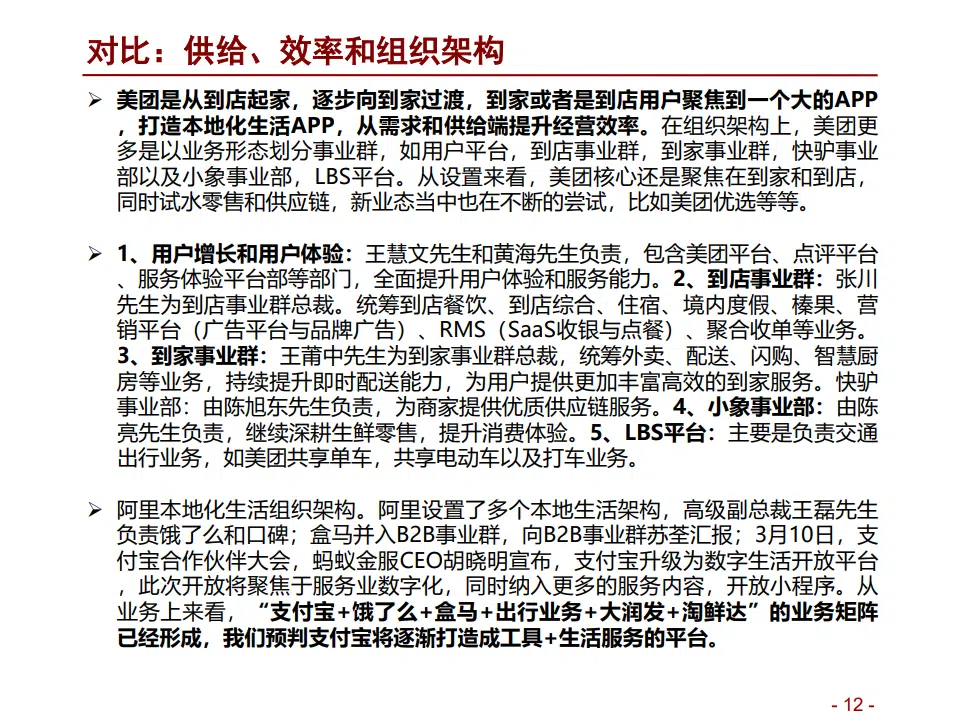 对比：供给、效率和组织架构
➢ 美团是从到店起家，逐步向到家过渡，到家或者是到店用户聚焦到一个大的APP
，打造本地化生活APP，从需求和供给端提升经营效率。在组织架构上，美团更
多是以业务形态划分事业群，如用户平台，到店事业群，到家事业群，快驴事业
部以及小象事业部，LBS平台。从设置来看，美团核心还是聚焦在到家和到店，
同时试水零售和供应链，新业态当中也在不断的尝试，比如美团优选等等。
➢ 1、用户增长和用户体验：王慧文先生和黄海先生负责，包含美团平台、点评平台
、服务体验平台部等部门，全面提升用户体验和服务能力。2、到店事业群：张川
先生为到店事业群总裁。统筹到店餐饮、到店综合、住宿、境内度假、榛果、营
销平台（广告平台与品牌广告）、RMS（SaaS收银与点餐）、聚合收单等业务。
3、到家事业群：王莆中先生为到家事业群总裁，统筹外卖、配送、闪购、智慧厨
房等业务，持续提升即时配送能力，为用户提供更加丰富高效的到家服务。快驴
事业部：由陈旭东先生负责，为商家提供优质供应链服务。4、小象事业部：由陈
亮先生负责，继续深耕生鲜零售，提升消费体验。5、LBS平台：主要是负责交通
出行业务，如美团共享单车，共享电动车以及打车业务。
➢ 阿里本地化生活组织架构。阿里设置了多个本地生活架构，高级副总裁王磊先生
负责饿了么和口碑；盒马并入B2B事业群，向B2B事业群苏荃汇报；3月10日，支
付宝合作伙伴大会，蚂蚁金服CEO胡晓明宣布，支付宝升级为数字生活开放平台
，此次开放将聚焦于服务业数字化，同时纳入更多的服务内容，开放小程序。从
业务上来看，“支付宝+饿了么+盒马+出行业务+大润发+淘鲜达”的业务矩阵
已经形成，我们预判支付宝将逐渐打造成工具+生活服务的平台。
- 12 -